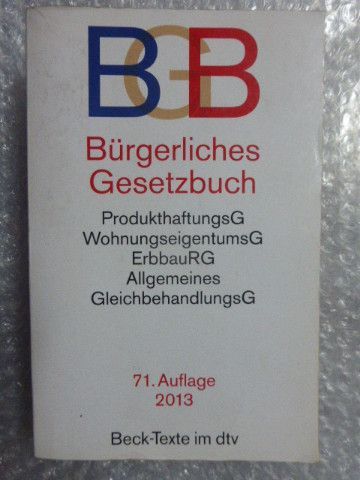 BGB
Bürgerliches
Gesetzbuch
ProdukthaftungsG
WohnungseigentumsG
ErbbauRG
Allgemeines
GleichbehandlungsG
71. Auflage
2013
Beck-Texte im dtv